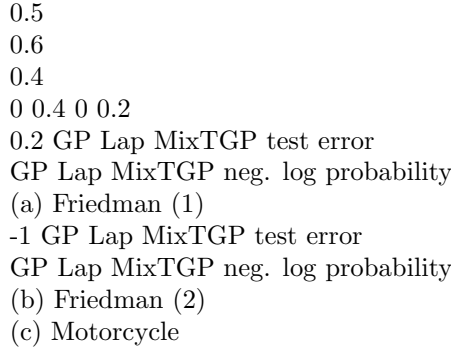 0.5
0.6
0.4
0 0.4 0 0.2
0.2 GP Lap MixTGP test error
GP Lap MixTGP neg. log probability
(a) Friedman (1)
-1 GP Lap MixTGP test error
GP Lap MixTGP neg. log probability
(b) Friedman (2)
(c) Motorcycle